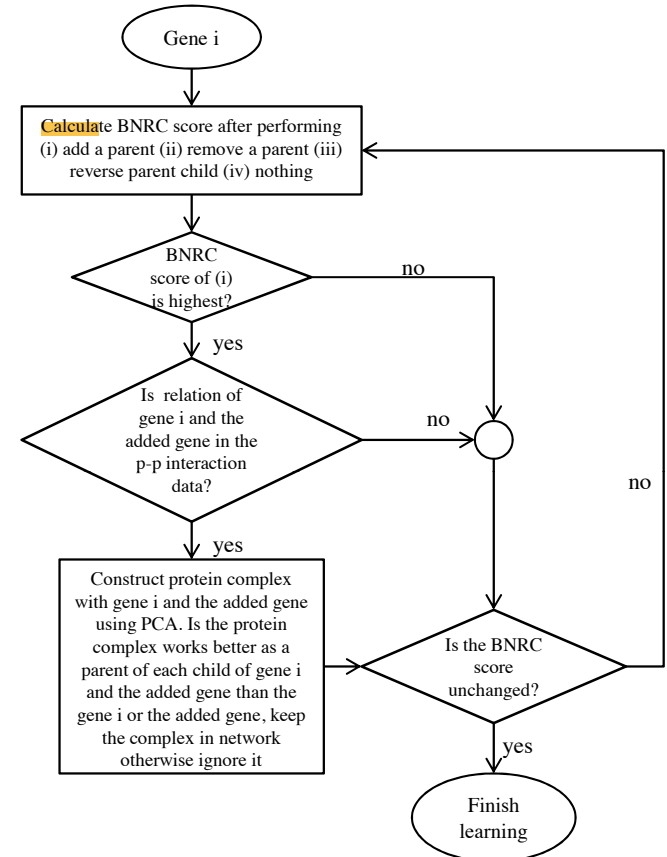 Gene i
Calculate BNRC score after performing
(i) add a parent (ii) remove a parent (iii)
reverse parent child (iv) nothing
BNRC
score of (i)
is highest?
no
yes
Is relation of
gene i and the
added gene in the
p-p interaction
data?
no
no
yes
Construct protein complex
with gene i and the added gene
using PCA. Is the protein
complex works better as a
parent of each child of gene i
and the added gene than the
gene i or the added gene, keep
the complex in network
otherwise ignore it
Is the BNRC
score
unchanged?
yes
Finish
learning